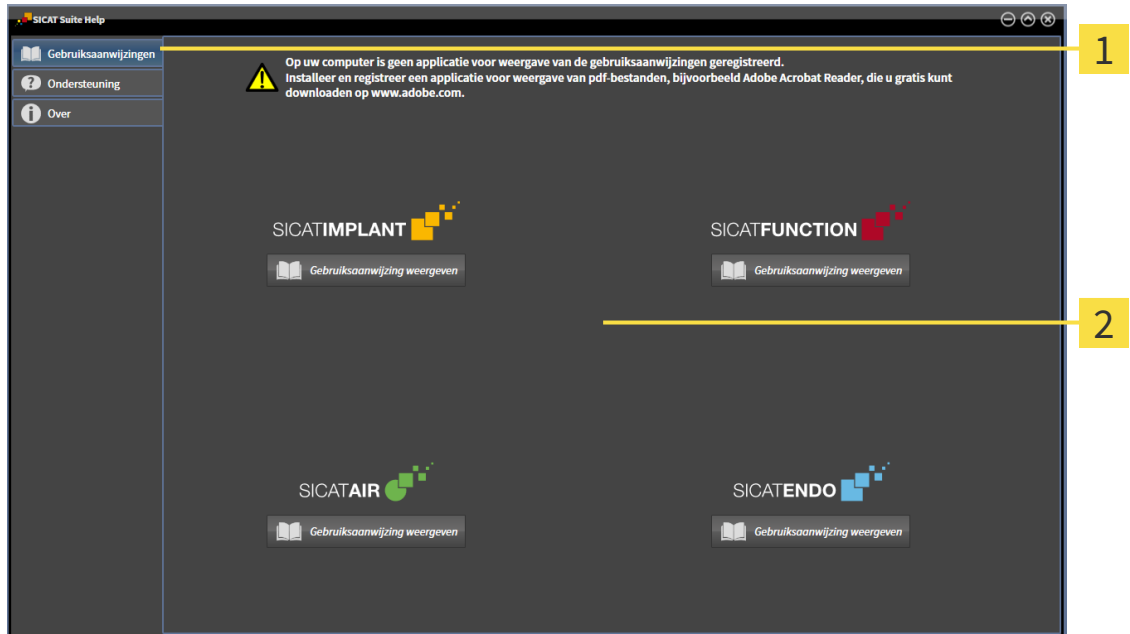 SICAT Suite Help
Gebruiksaanwijzingen
Ondersteuning
Over
Op uw computer is geen applicatie voor weergave van de gebruiksaanwijzingen geregistreerd.
Installeer en registreer een applicatie voor weergave van pdf-bestanden, bijvoorbeeld Adobe Acrobat Reader, die u gratis kunt
downloaden op www.adobe.com.
1
SICATIMPLANT
Gebruiksaanwijzing weergeven
SICATFUNCTION
Gebruiksaanwijzing weergeven
2
SICATAIR
Gebruiksaanwijzing weergeven
SICATENDO
Gebruiksaanwijzing weergeven